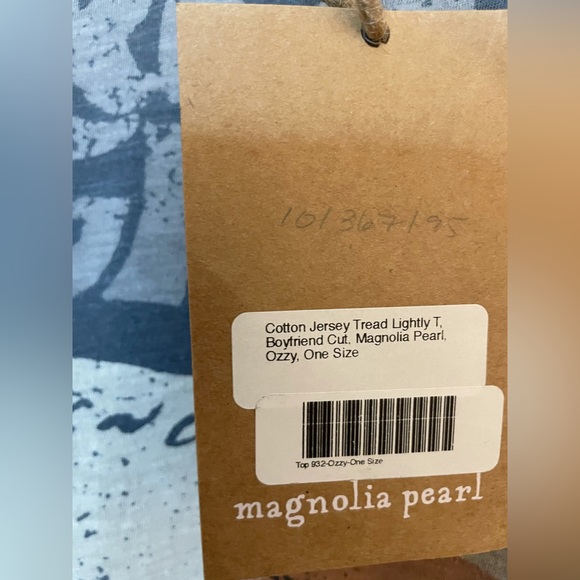 101367195
Cotton Jersey Tread Lightly T,
Boyfriend Cut, Magnolia Pearl,
Ozzy, One Size
Top 932-Ozzy-One Size
magnolia pearl